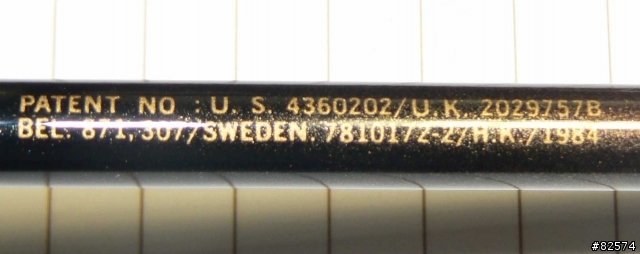 PATENT NO : U. S. 4360202/U.K. 2029757B
BEL. 871,307/SWEDEN. 7810172-2/H.K./1984
#82574